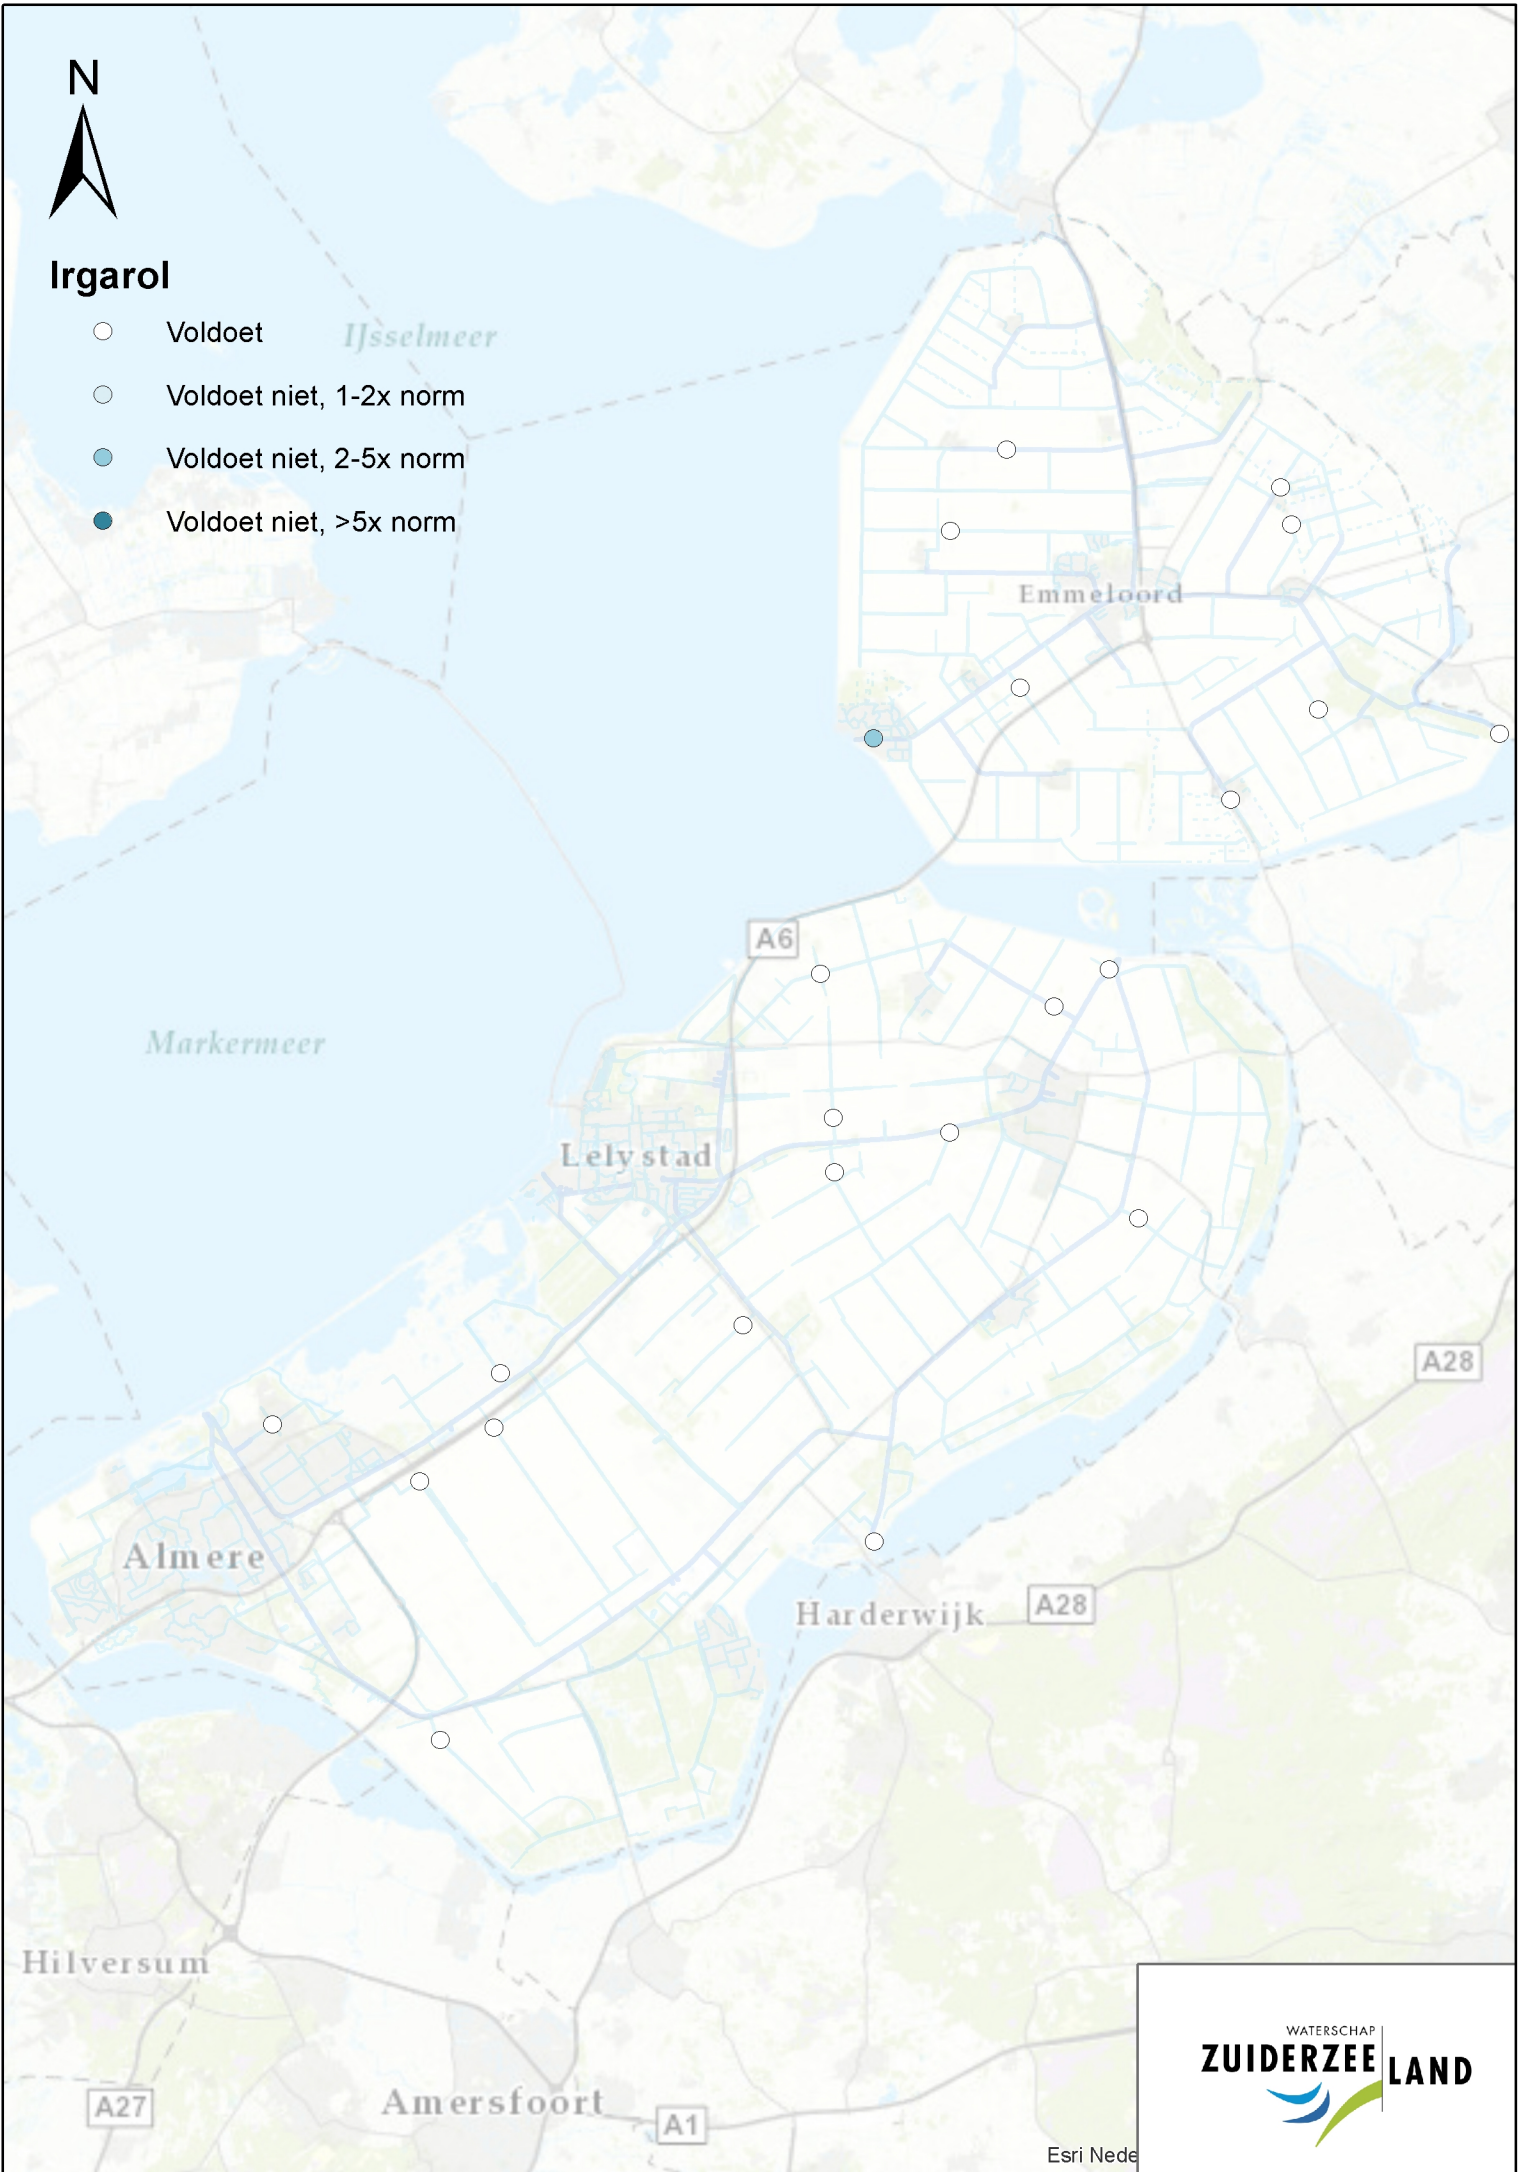 N
Irgarol
Voldoet
Voldoet niet, 1-2x norm
Voldoet niet, 2-5x norm
Voldoet niet, >5x norm
IJsselmeer
Emmeloord
A6
Markermeer
Lelystad
A28
Almere
Harderwijk
A28
Hilversum
Amersfoort
A27
A1
Esri Nede
WATERSCHAP
ZUIDERZEE
LAND